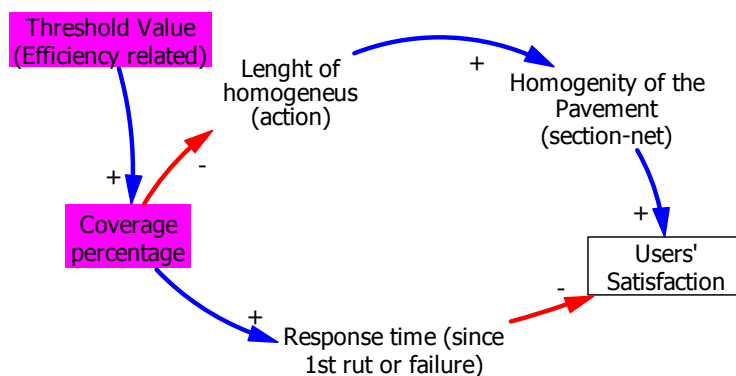 Threshold Value
(Efficiency related)
Lenght of
homogeneus
(action)
+
Homogenity of the
Pavement
(section-net)
-
+
Coverage
percentage
+
Users'
Satisfaction
-
+
Response time (since
1st rut or failure)